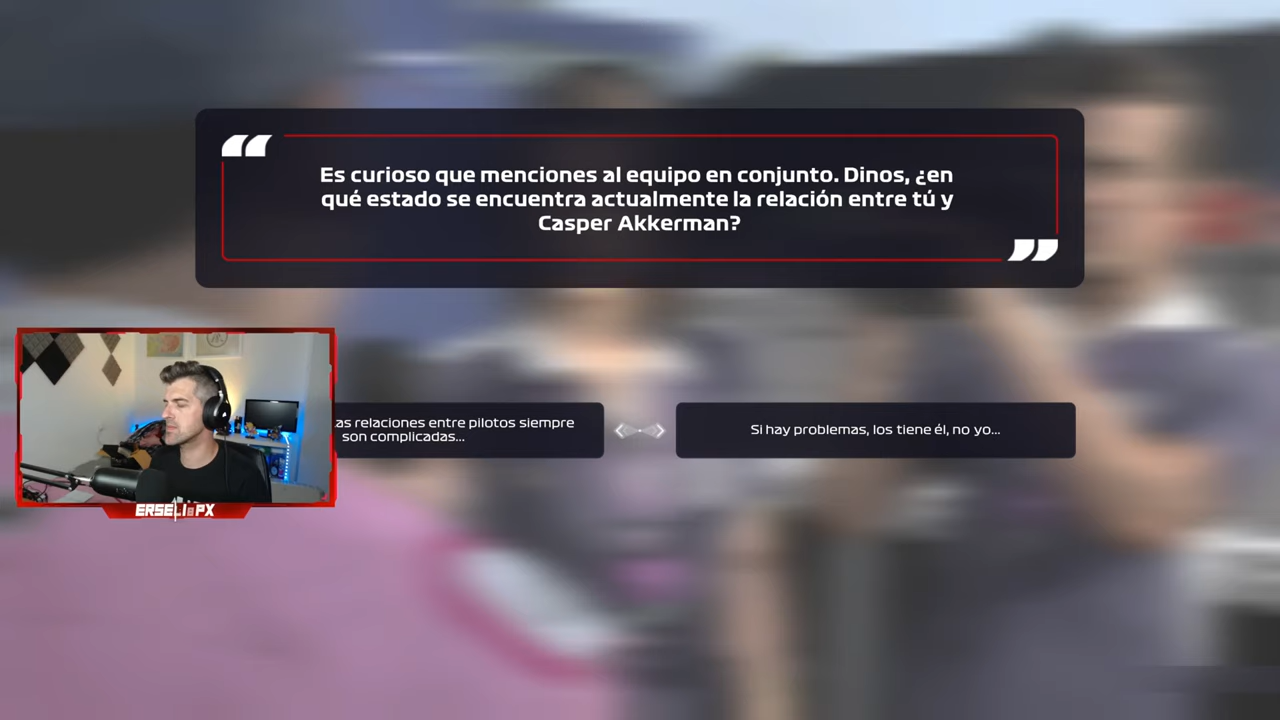 Es curioso que menciones al equipo en conjunto. Dinos, ¿en
qué estado se encuentra actualmente la relación entre tú y
Casper Akkerman?
as relaciones entre pilotos siempre
son complicadas...
Si hay problemas, los tiene él, no yo...